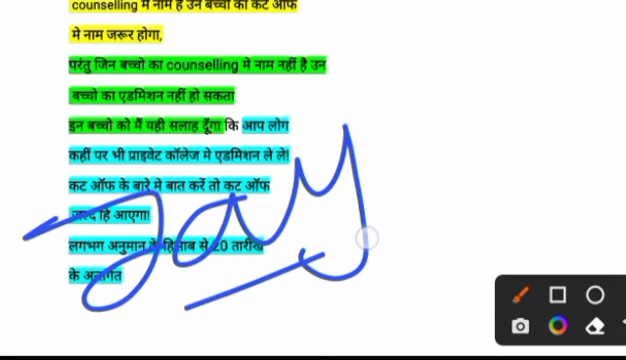 counselling मे नाम है उन बच्चो का कट ऑफ
मे नाम जरूर होगा,
परंतु जिन बच्चो का counselling मे नाम नहीं है उन
बच्चो का एडमिशन नहीं हो सकता
इन बच्चो को मैं यही सलाह दूँगा कि आप लोग
कहीं पर भी प्राइवेट कॉलेज मे एडमिशन ले ले!
कट ऑफ के बारे मे बात करें तो कट ऑफ
जल्द हि आएगा!
लगभग अनुमान के हिसाब से 20 तारीख
के अन्तर्गत
Jay